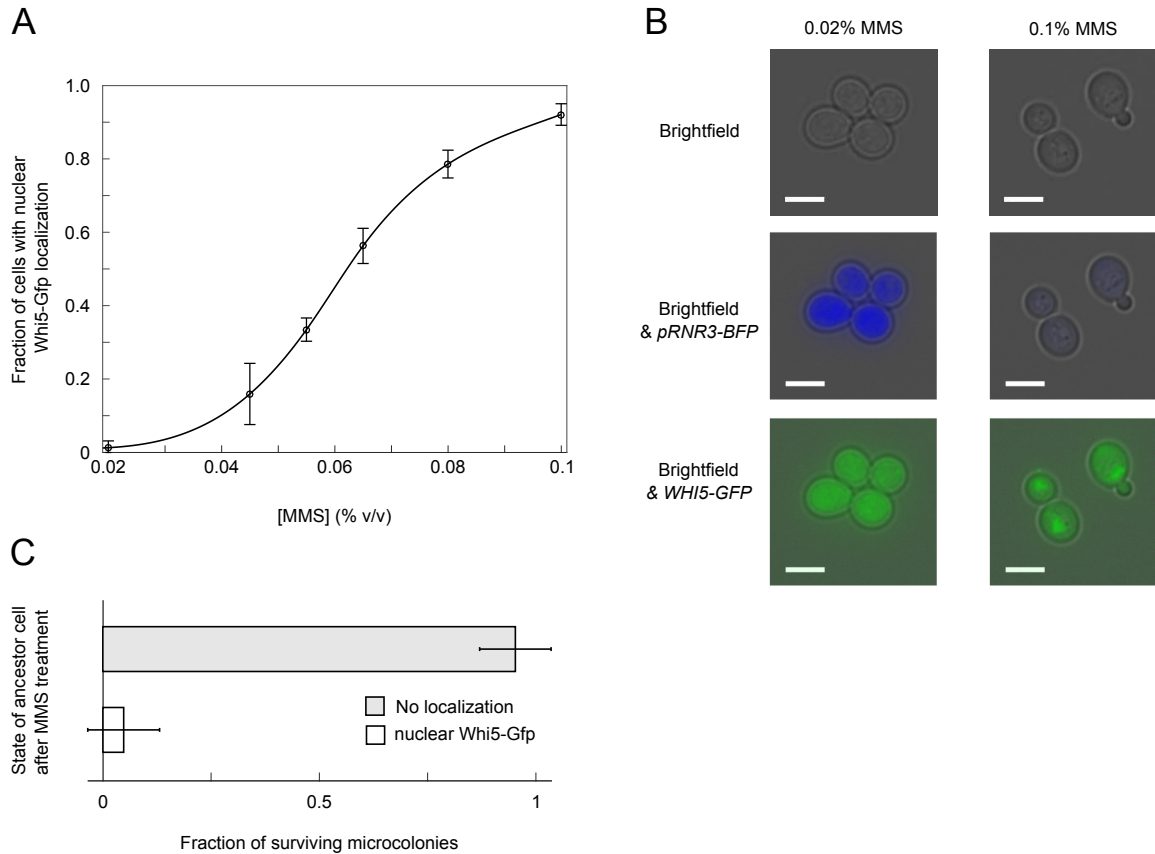 A
1.0
0.8
0.6
0.4
0.2
0
0.02
0.04
0.06
0.08
0.1
Fraction of cells with nuclear
Whi5-Gfp localization
[MMS] (% v/v)
B
0.02% MMS
0.1% MMS
Brightfield
Brightfield
& pRNR3-BFP
Brightfield
& WHI5-GFP
C
State of ancestor cell
after MMS treatment
No localization
nuclear Whi5-Gfp
0
0.5
1
Fraction of surviving microcolonies